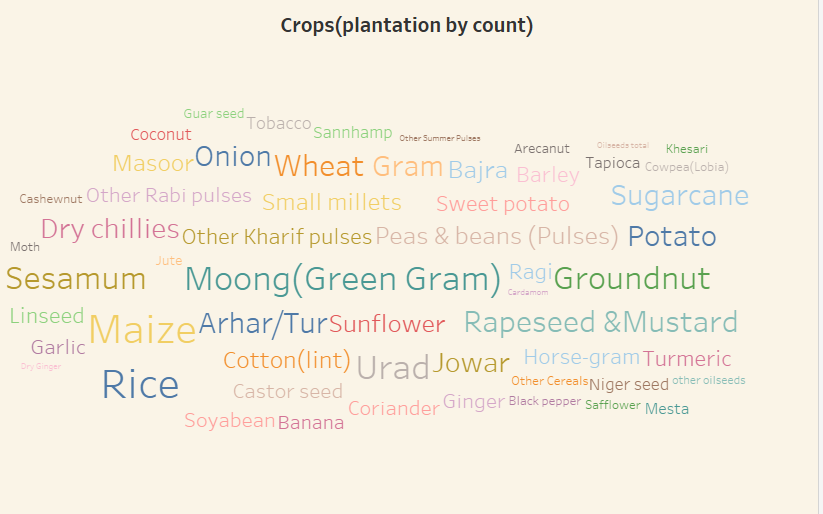 Crops(plantation by count)
Guar seed Tobacco Sannhamp Other Summer Pulses
Coconut Arecanut Oilseeds total Khesari
Masoor Onion Wheat Gram Bajra Barley Tapioca Cowpea(Lobia)
Cashewnut Other Rabi pulses Small millets Sweet potato Sugarcane
Dry chillies Other Kharif pulses Peas & beans (Pulses) Potato
Moth Jute
Sesamum Moong(Green Gram) Ragi Groundnut
Cardamom
Linseed Maize Arhar/Tur Sunflower Rapeseed &Mustard
Garlic Cotton(lint) Urad Jowar Horse-gram Turmeric
Dry Ginger Rice Castor seed Other Cereals Niger seed other oilseeds
Coriander Ginger Black pepper Safflower Mesta
Soyabean Banana